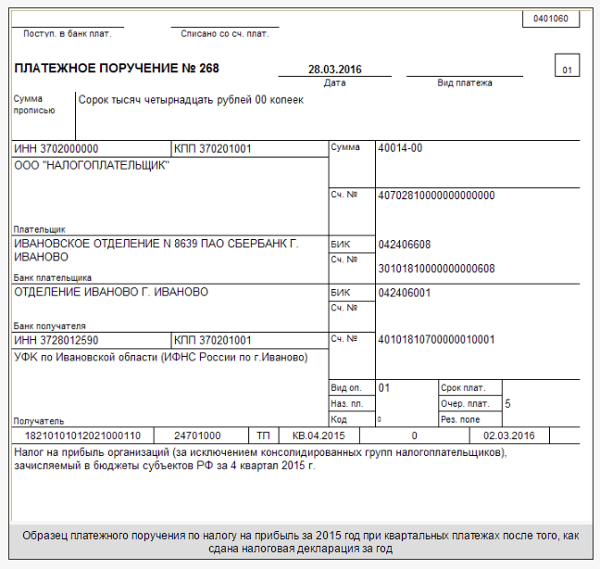 0401060
Поступ. в банк плат.
Списано со сч. плат.
ПЛАТЕЖНОЕ ПОРУЧЕНИЕ № 268
28.03.2016
01
Дата
Вид платежа
Сумма прописью
Сорок тысяч четырнадцать рублей 00 копеек
ИНН 3702000000
КПП 370201001
Сумма
40014-00
ООО "НАЛОГОПЛАТЕЛЬЩИК"
Сч. №
40702810000000000000
Плательщик
ИВАНОВСКОЕ ОТДЕЛЕНИЕ N 8639 ПАО СБЕРБАНК Г.
ИВАНОВО
БИК
042406608
Сч. №
30101810000000000608
Банк плательщика
ОТДЕЛЕНИЕ ИВАНОВО Г. ИВАНОВО
БИК
042406001
Банк получателя
Сч. №
40101810700000010001
ИНН 3728012590
КПП 370201001
УФК по Ивановской области (ИФНС России по г.Иваново)
Вид оп.
01
Срок плат.
Наз. пл.
Очер. плат.
5
Получатель
Код
0
Рез. поле
18210101012021000110
24701000
ТП
КВ.04.2015
0
02.03.2016
Налог на прибыль организаций (за исключением консолидированных групп налогоплательщиков),
зачисляемый в бюджеты субъектов РФ за 4 квартал 2015 г.
Образец платежного поручения по налогу на прибыль за 2015 год при квартальных платежах после того, как
сдана налоговая декларация за год